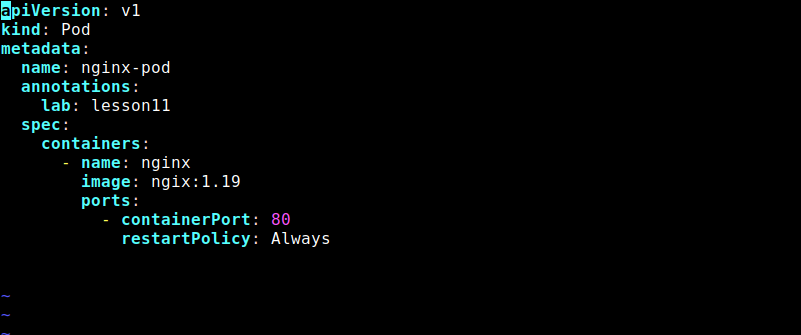 apiVersion: v1
kind: Pod
metadata:
  name: nginx-pod
  annotations:
    lab: lesson11
  spec:
    containers:
      - name: nginx
        image: ngix:1.19
        ports:
          - containerPort: 80
            restartPolicy: Always
~
~
~